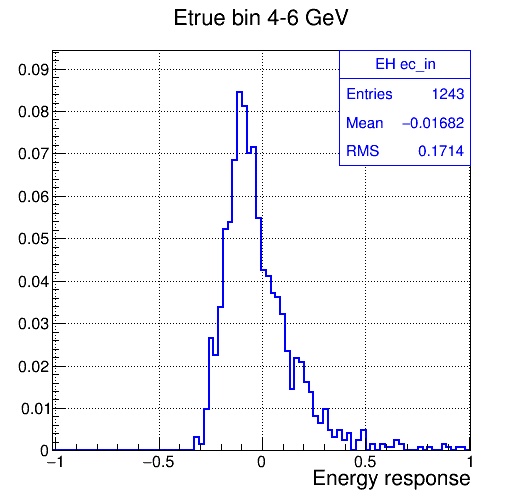 Etrue bin 4-6 GeV
EH ec_in
Entries 1243
Mean −0.01682
RMS 0.1714
0.09
0.08
0.07
0.06
0.05
0.04
0.03
0.02
0.01
0
−1 −0.5 0 0.5 1
Energy response